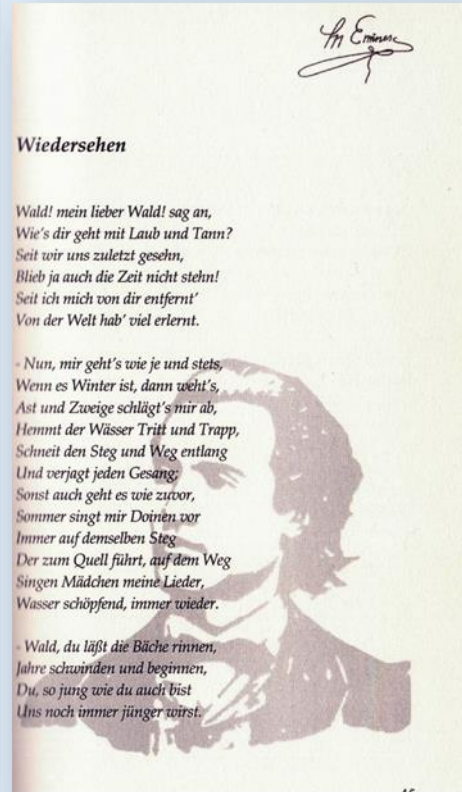 M Eminescu
Wiedersehen
Wald! mein lieber Wald! sag an,
Wie's dir geht mit Laub und Tann?
Seit wir uns zuletzt gesehn,
Blieb ja auch die Zeit nicht stehn!
Seit ich mich von dir entfernt'
Von der Welt hab' viel erlernt.
- Nun, mir geht's wie je und stets,
Wenn es Winter ist, dann weht's,
Ast und Zweige schlägt's mir ab,
Hemmt der Wässer Tritt und Trapp,
Schneit den Steg und Weg entlang
Und verjagt jeden Gesang;
Sonst auch geht es wie zuvor,
Sommer singt mir Doinen vor
Immer auf demselben Steg
Der zum Quell führt, auf dem Weg
Singen Mädchen meine Lieder,
Wasser schöpfend, immer wieder.
- Wald, du läßt die Bäche rinnen,
Jahre schwinden und beginnen,
Du, so jung wie du auch bist
Uns noch immer jünger wirst.